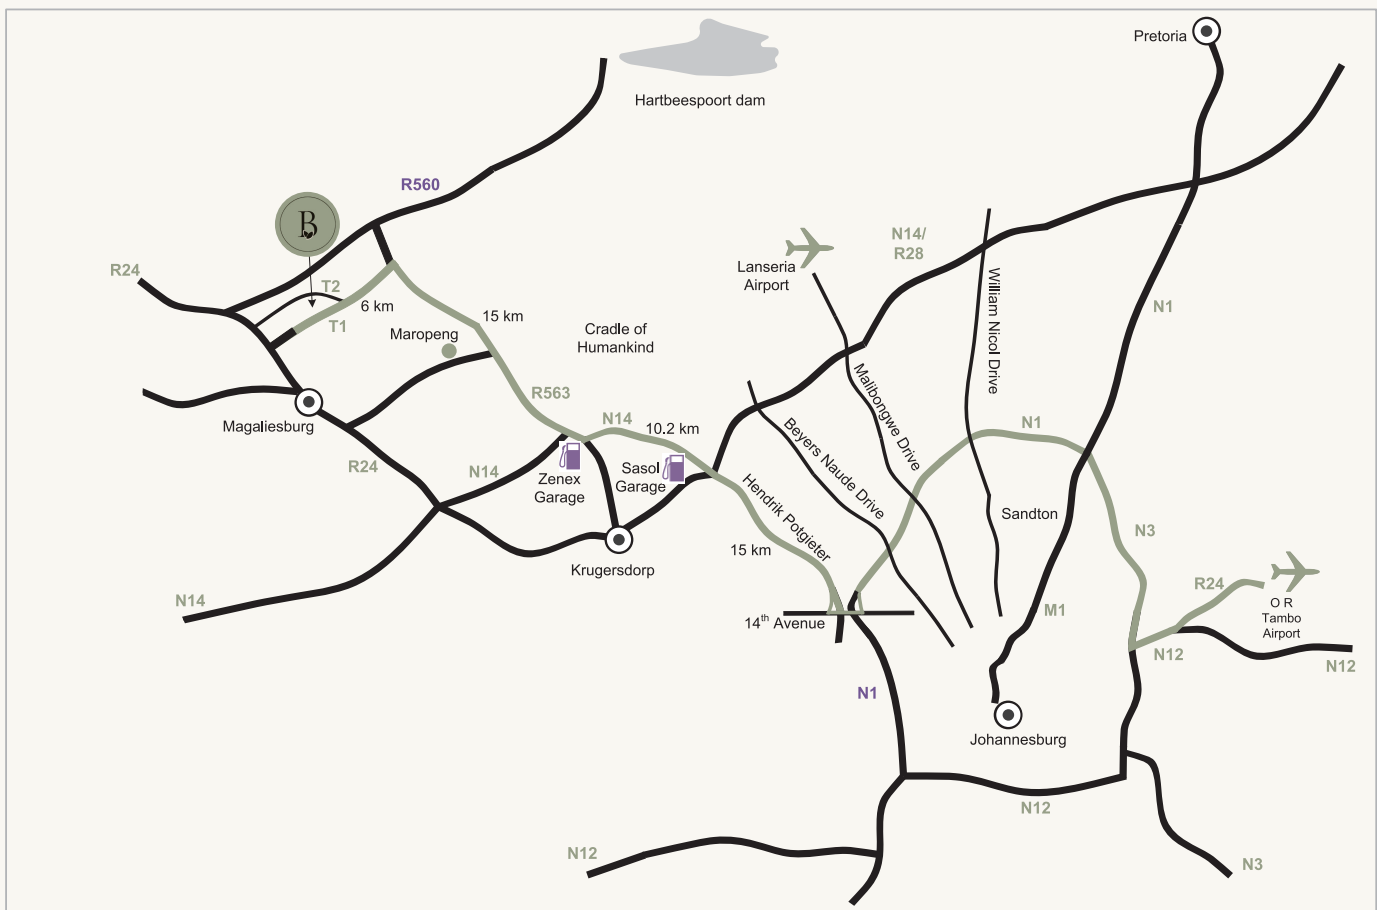 Pretoria
Hartbeespoort dam
R560
B
N14/
R28
Lanseria
Airport
R24
T2
6 km
T1
15 km
Maropeng
Cradle of
Humankind
William Nicol Drive
N1
Malibongwe Drive
R563
N14
10.2 km
Beyers Naude Drive
N1
Magaliesburg
R24
N14
Zenex
Garage
Sasol
Garage
Hendrik Potgieter
Sandton
15 km
N3
Krugersdorp
R24
O R
Tambo
Airport
N14
14th Avenue
M1
N12
N12
N1
Johannesburg
N12
N12
N3